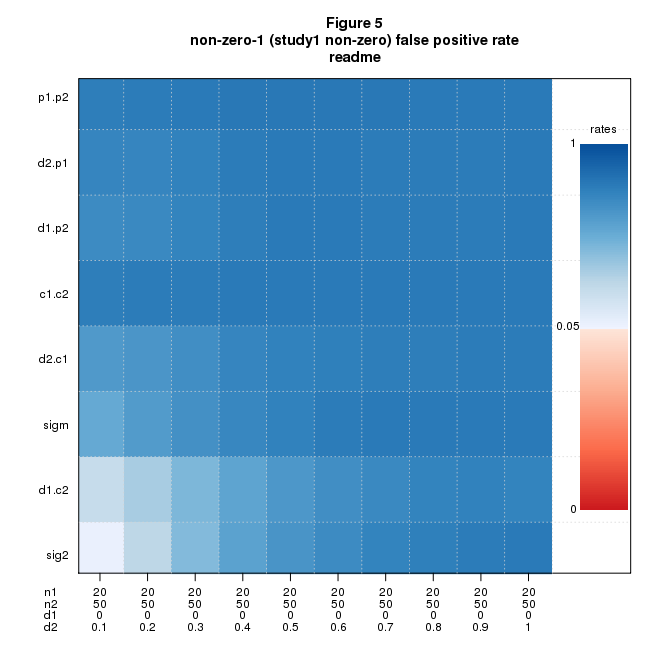 Figure 5
non-zero-1 (study1 non-zero) false positive rate
readme
p1.p2
d2.p1
d1.p2
c1.c2
d2.c1
sigm
d1.c2
sig2
rates
1
0.05
0
n1 20 20 20 20 20 20 20 20 20 20
n2 50 50 50 50 50 50 50 50 50 50
d1 0 0 0 0 0 0 0 0 0 0
d2 0.1 0.2 0.3 0.4 0.5 0.6 0.7 0.8 0.9 1